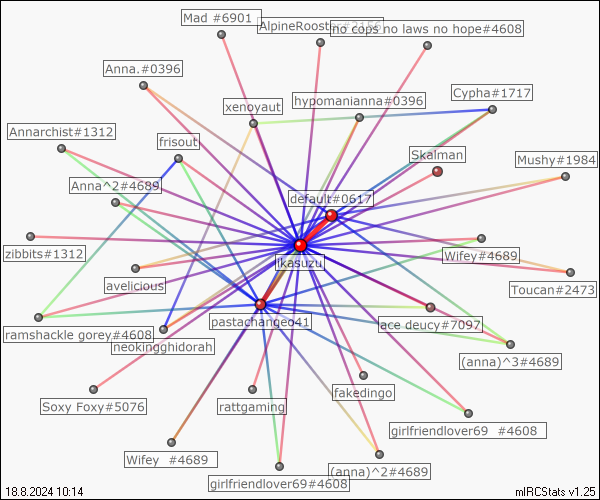 Mad #6901
AlpineRooster#2156
no cops no laws no hope#4608
Anna.#0396
xenoyaut
hypomanianna#0396
Cypha#1717
Annarchist#1312
frisout
Skalman
Mushy#1984
Anna^2#4689
default#0617
zibbits#1312
ikasuzu
Wifey#4689
avelicious
Toucan#2473
pastachangeo41
ace deucy#7097
ramshackle gorey#4608
neokingghidorah
(anna)^3#4689
Soxy Foxy#5076
rattgaming
fakedingo
girlfriendlover69 #4608
Wifey #4689
(anna)^2#4689
girlfriendlover69#4608
18.8.2024 10:14
mIRCStats v1.25